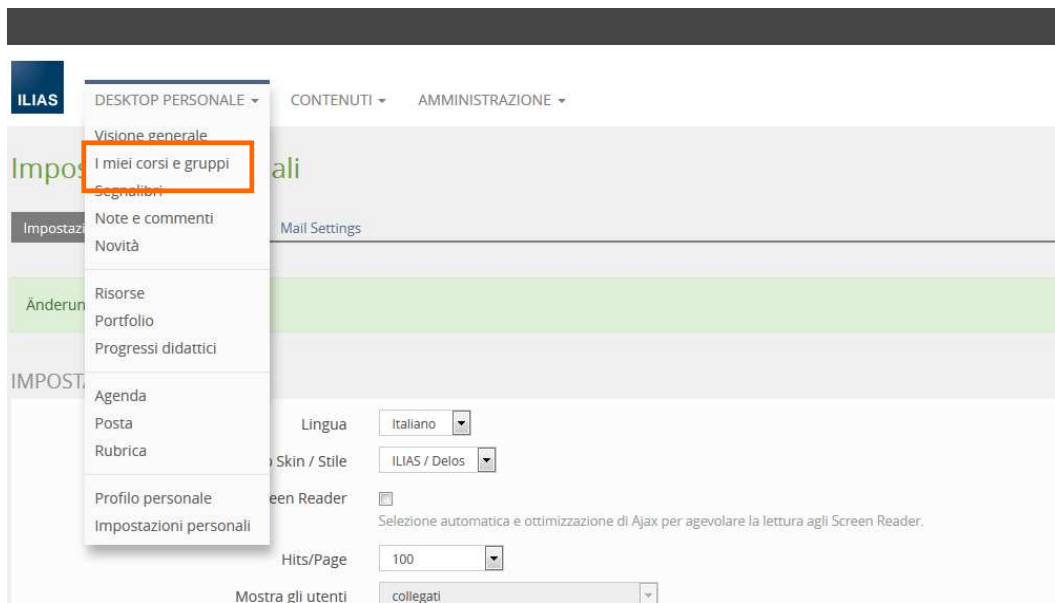 ILIAS
DESKTOP PERSONALE CONTENUTI AMMINISTRAZIONE
Visione generale
I miei corsi e gruppi
Segnalibri
Note e commenti
Novità
Risorse
Portfolio
Progressi didattici
Agenda
Posta
Rubrica
Profilo personale
Impostazioni personali
Impos ali
Impostazi Mail Settings
Änderun
IMPOSTA
Lingua Italiano
Skin / Stile ILIAS / Delos
een Reader
Selezione automatica e ottimizzazione di Ajax per agevolare la lettura agli Screen Reader.
Hits/Page 100
Mostra gli utenti collegati